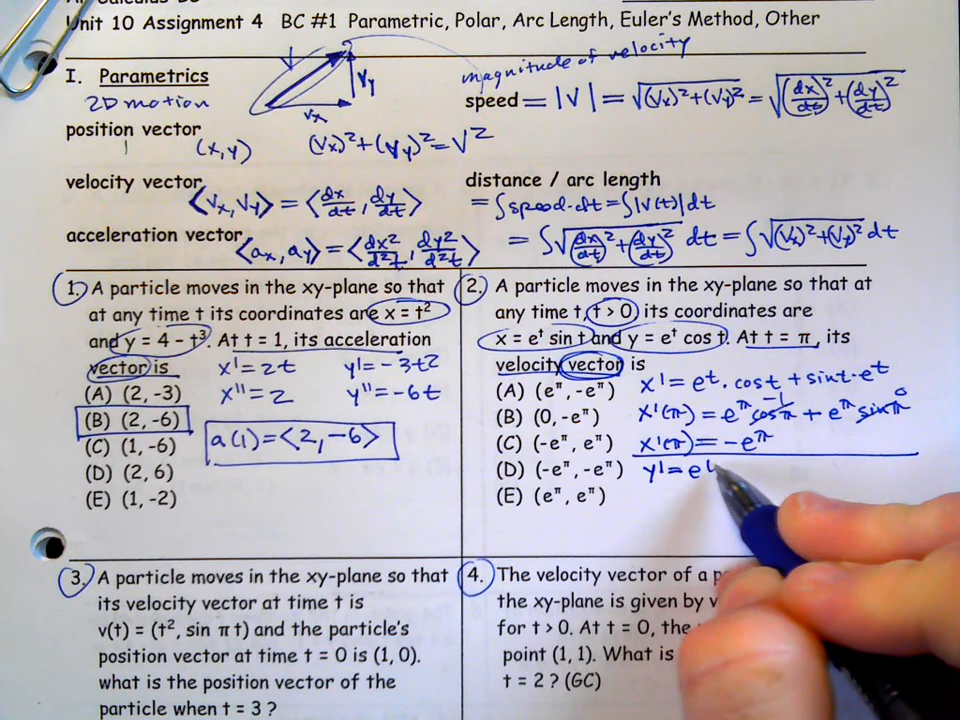 Unit 10 Assignment 4 BC #1 Parametric, Polar, Arc Length, Euler's Method, Other
I. Parametrics
2D motion
Vy
Vx
magnitude of velocity
speed = |V| = √(Vx)²+(Vy)² = √(dx/dt)²+(dy/dt)²
position vector
(x,y)
(Vx)²+(Vy)²=V²
velocity vector
⟨Vx,Vy⟩ = ⟨dx/dt, dy/dt⟩
acceleration vector
⟨ax,ay⟩ = ⟨dx²/d²t, dy²/d²t⟩
distance / arc length
= ∫speed·dt = ∫|V(t)|dt
= ∫√(dx/dt)²+(dy/dt)² dt = ∫√(Vx)²+(Vy)² dt
1. A particle moves in the xy-plane so that
at any time t its coordinates are x = t²
and y = 4 – t³. At t = 1, its acceleration
vector is
x' = 2t y' = -3t2
x'' = 2 y'' = -6t
(A) (2, -3)
(B) (2, -6)
(C) (1, -6)
(D) (2, 6)
(E) (1, -2)
a(1) = ⟨2, -6⟩
2. A particle moves in the xy-plane so that at
any time t, t > 0, its coordinates are
x = eᵗ sin t and y = eᵗ cos t. At t = π, its
velocity vector is
(A) (e^π, -e^π)
(B) (0, -e^π)
(C) (-e^π, e^π)
(D) (-e^π, -e^π)
(E) (e^π, e^π)
x' = eᵗ · cost + sint · eᵗ
-1 0
x'(π) = e^π cosπ + e^π sinπ
x'(π) = -e^π
y' = e
3. A particle moves in the xy-plane so that
its velocity vector at time t is
v(t) = (t², sin πt) and the particle's
position vector at time t = 0 is (1, 0).
what is the position vector of the
particle when t = 3 ?
4. The velocity vector of a
the xy-plane is given by
for t > 0. At t = 0, the
point (1, 1). What is
t = 2 ? (GC)